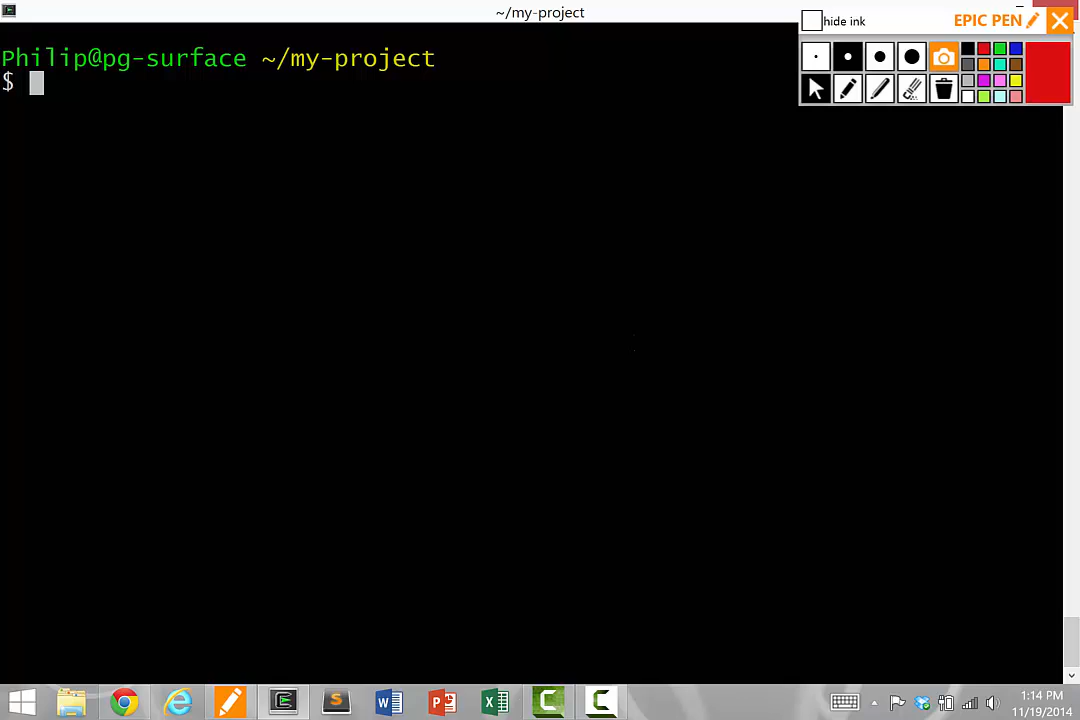 ~/my-project
hide ink
EPIC PEN
Philip@pg-surface ~/my-project
$
1:14 PM
11/19/2014